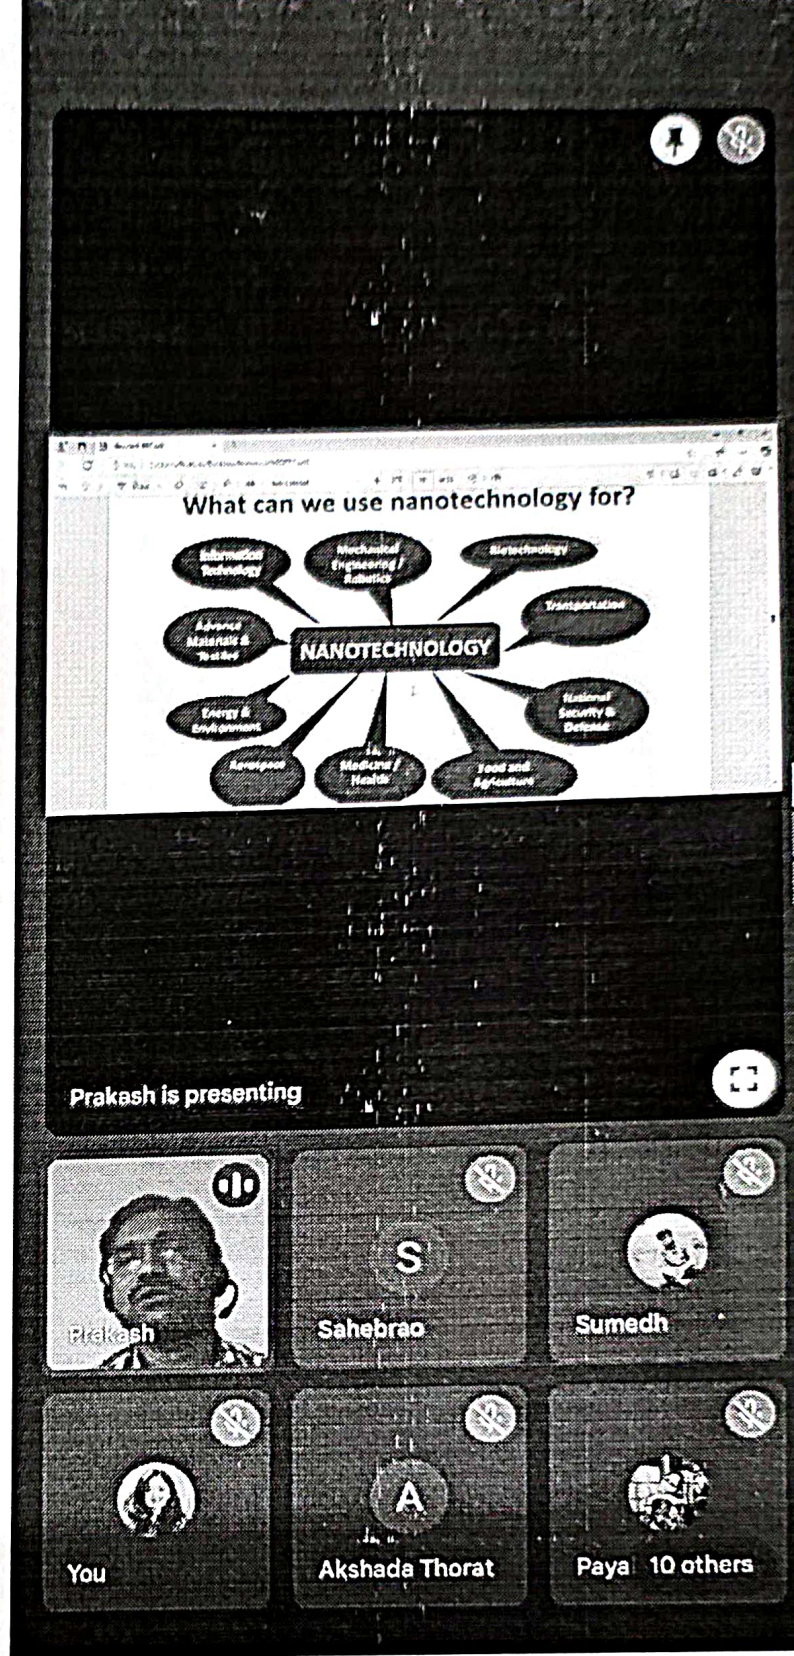 What can we use nanotechnology for?
Information
Technology
Mechanical
Engineering /
Robotics
Biotechnology
Advance
Materials &
Textiles
Transportation
NANOTECHNOLOGY
Energy &
Environment
National
Security &
Defense
Aerospace
Medicine /
Health
Food and
Agriculture
Prakash is presenting
Prakash
S
Sahebrao
Sumedh
You
A
Akshada Thorat
Paya 10 others